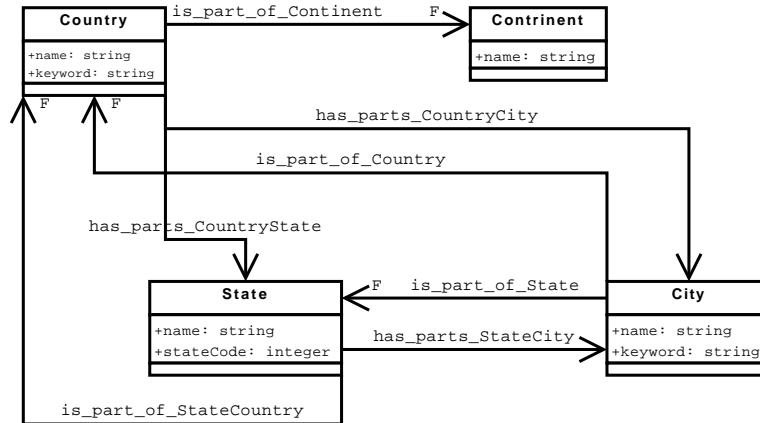 Country
is_part_of_Continent
F
Contrinent
+name: string
+keyword: string
+name: string
F
F
has_parts_CountryCity
is_part_of_Country
has_parts_CountryState
State
F
is_part_of_State
City
+name: string
+stateCode: integer
has_parts_StateCity
+name: string
+keyword: string
is_part_of_StateCountry